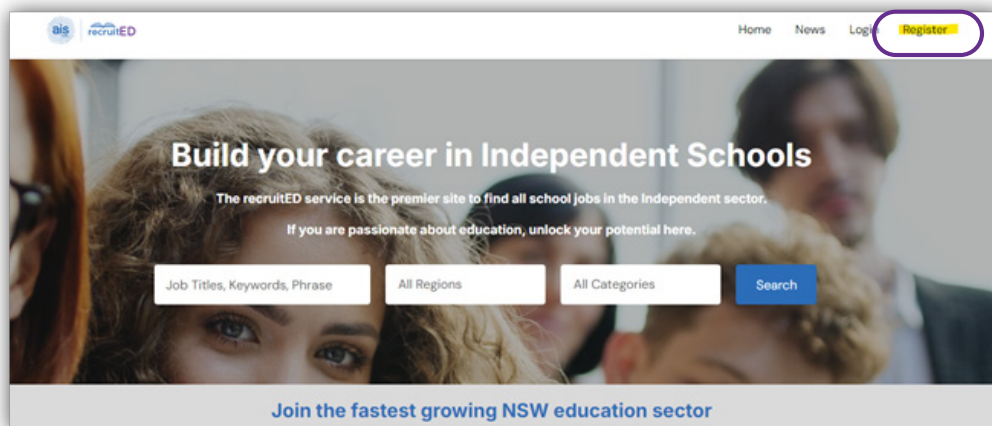 ais recruitED Home News Login Register
Build your career in Independent Schools
The recruitED service is the premier site to find all school jobs in the Independent sector.
If you are passionate about education, unlock your potential here.
Job Titles, Keywords, Phrase All Regions All Categories Search
Join the fastest growing NSW education sector